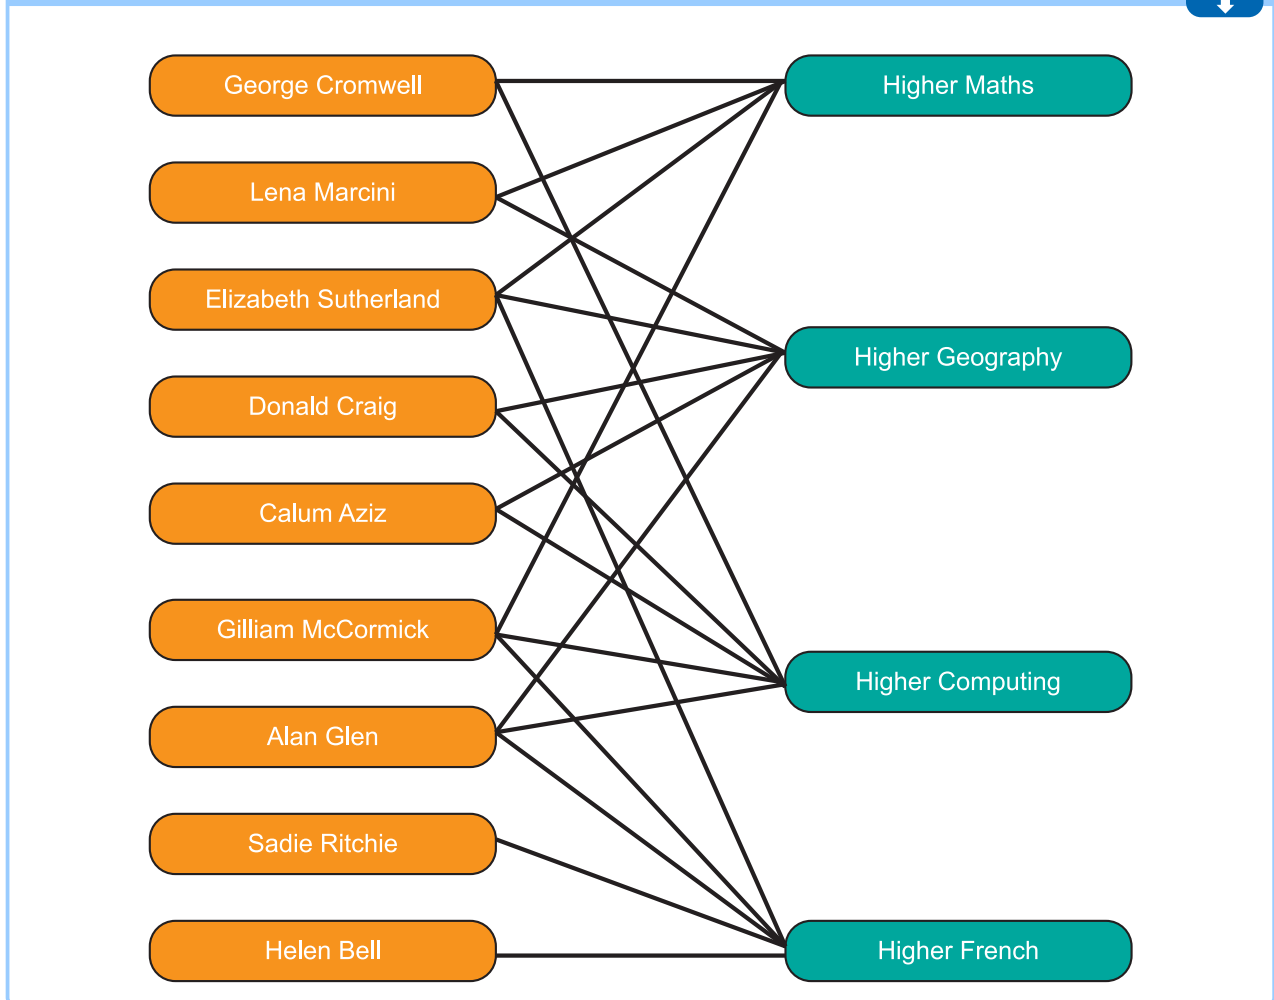 George Cromwell
Lena Marcini
Elizabeth Sutherland
Donald Craig
Calum Aziz
Gilliam McCormick
Alan Glen
Sadie Ritchie
Helen Bell
Higher Maths
Higher Geography
Higher Computing
Higher French